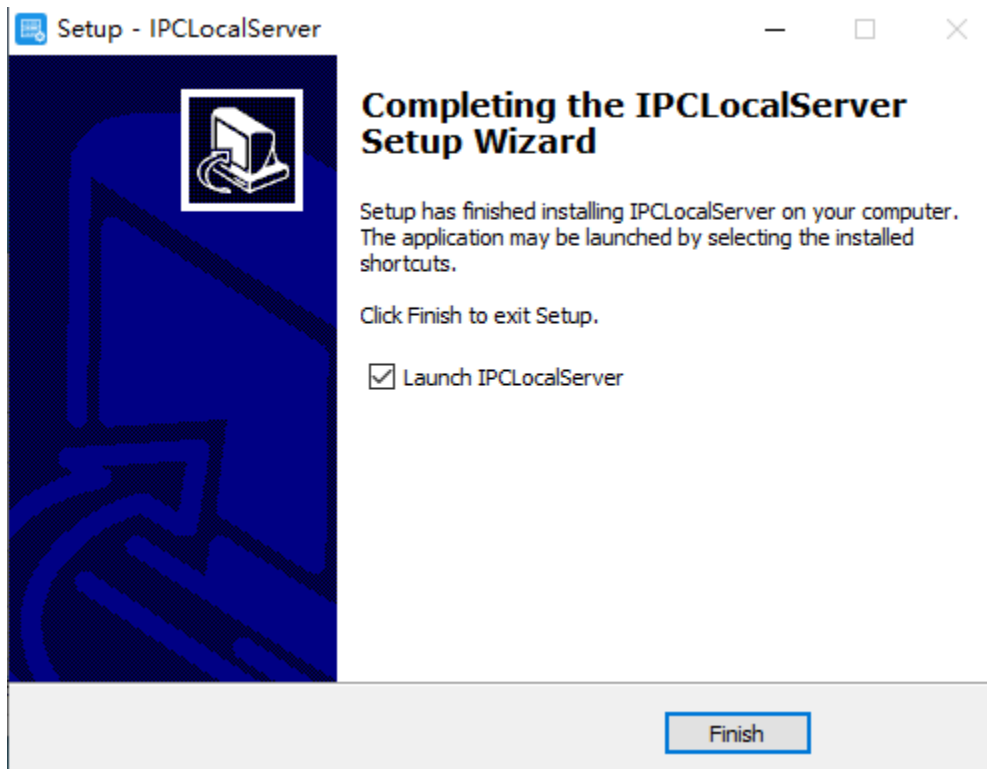 Setup - IPCLocalServer
Completing the IPCLocalServer
Setup Wizard
Setup has finished installing IPCLocalServer on your computer.
The application may be launched by selecting the installed
shortcuts.
Click Finish to exit Setup.
Launch IPCLocalServer
Finish